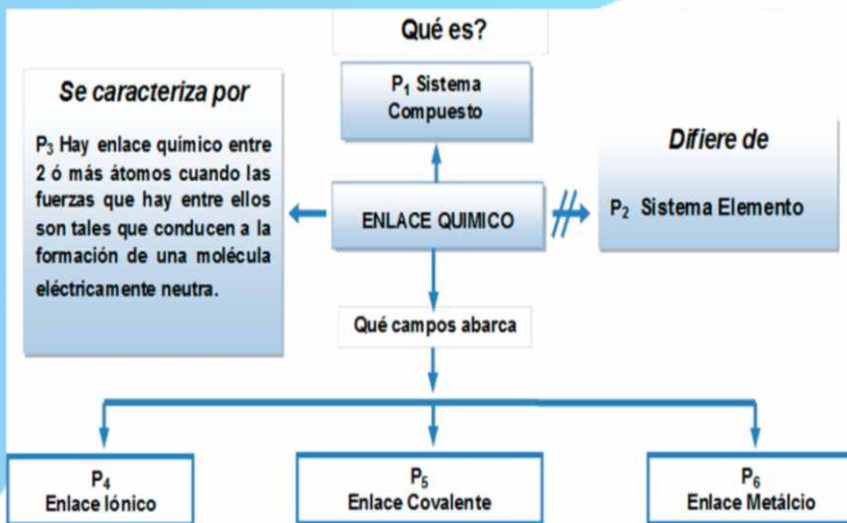 Qué es?
Se caracteriza por
P₃ Hay enlace químico entre
2 ó más átomos cuando las
fuerzas que hay entre ellos
son tales que conducen a la
formación de una molécula
eléctricamente neutra.
P₁ Sistema
Compuesto
ENLACE QUIMICO
Difiere de
P₂ Sistema Elemento
Qué campos abarca
P₄
Enlace Iónico
P₅
Enlace Covalente
P₆
Enlace Metálcio